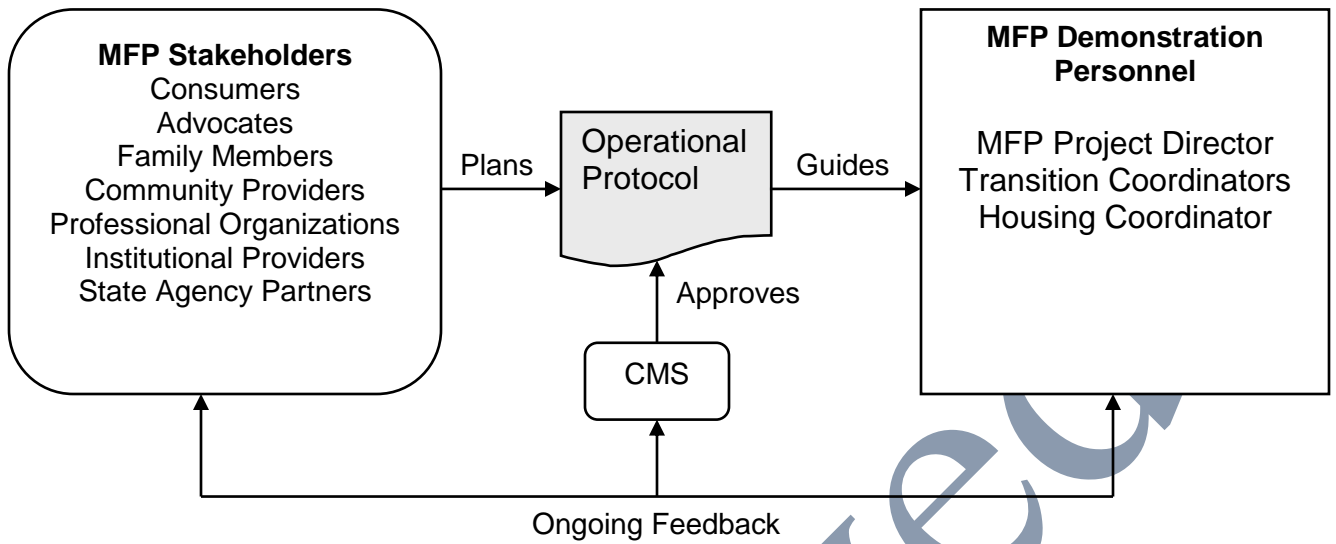 MFP Stakeholders
Consumers
Advocates
Family Members
Community Providers
Professional Organizations
Institutional Providers
State Agency Partners
Plans
Operational
Protocol
Guides
MFP Demonstration
Personnel
MFP Project Director
Transition Coordinators
Housing Coordinator
Approves
CMS
Ongoing Feedback